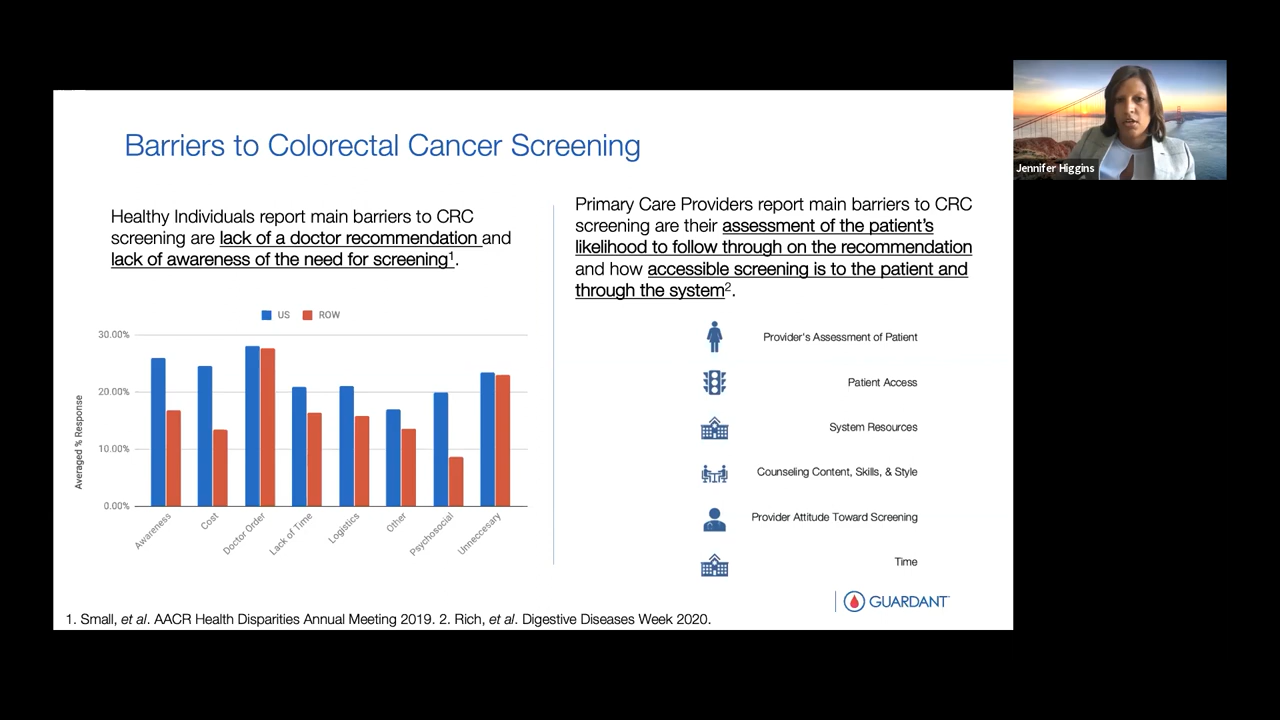 Barriers to Colorectal Cancer Screening
Jennifer Higgins
Healthy Individuals report main barriers to CRC
screening are lack of a doctor recommendation and
lack of awareness of the need for screening¹.
US ROW
30.00%
20.00%
10.00%
0.00%
Averaged % Response
Awareness
Cost
Doctor Order
Lack of Time
Logistics
Other
Psychosocial
Unneccesary
Primary Care Providers report main barriers to CRC
screening are their assessment of the patient's
likelihood to follow through on the recommendation
and how accessible screening is to the patient and
through the system².
Provider's Assessment of Patient
Patient Access
System Resources
Counseling Content, Skills, & Style
Provider Attitude Toward Screening
Time
GUARDANT
1. Small, et al. AACR Health Disparities Annual Meeting 2019. 2. Rich, et al. Digestive Diseases Week 2020.